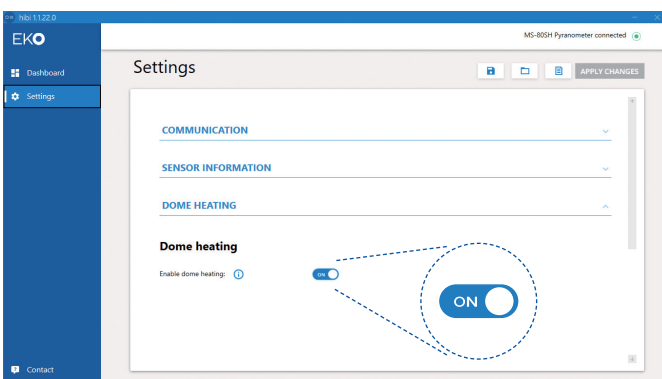 hibi 1.1.22.0
EKO
MS-80SH Pyranometer connected
Dashboard
Settings
Settings
APPLY CHANGES
COMMUNICATION
SENSOR INFORMATION
DOME HEATING
Dome heating
Enable dome heating:
ON
ON
Contact